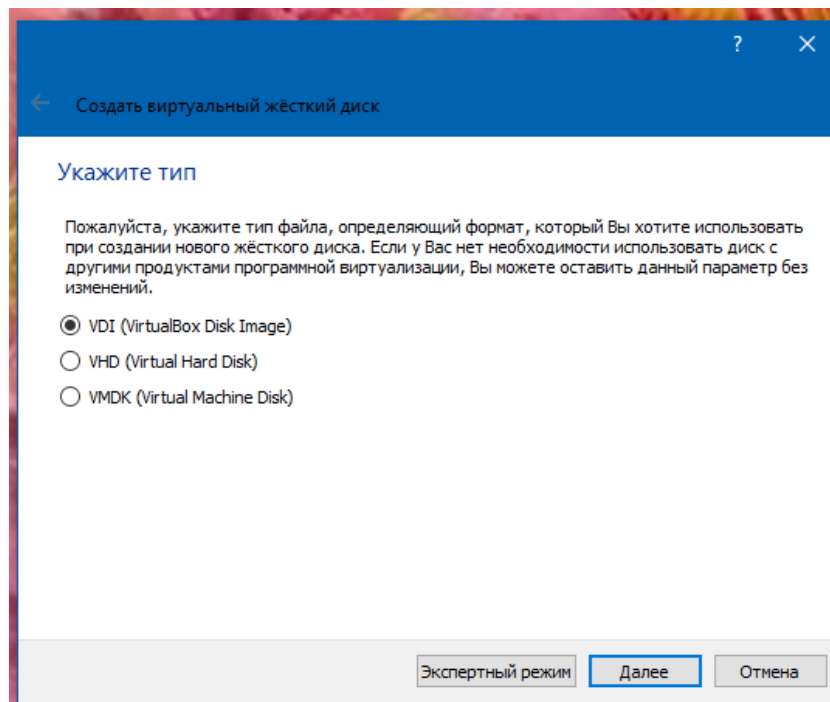 ?
Создать виртуальный жёсткий диск
Укажите тип
Пожалуйста, укажите тип файла, определяющий формат, который Вы хотите использовать
при создании нового жёсткого диска. Если у Вас нет необходимости использовать диск с
другими продуктами программной виртуализации, Вы можете оставить данный параметр без
изменений.
VDI (VirtualBox Disk Image)
VHD (Virtual Hard Disk)
VMDK (Virtual Machine Disk)
Экспертный режим Далее Отмена